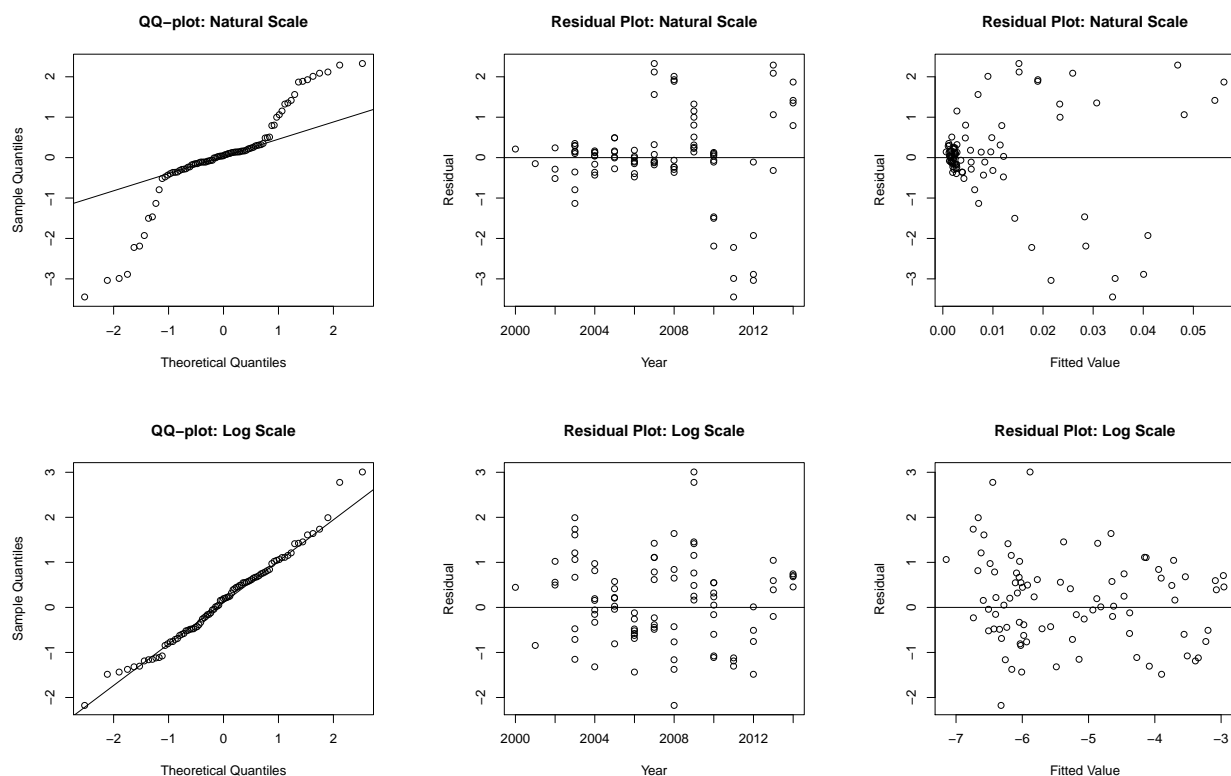 QQ−plot: Natural Scale
Sample Quantiles
2
1
0
−1
−2
−3
−2 −1 0 1 2
Theoretical Quantiles
Residual Plot: Natural Scale
Residual
2
1
0
−1
−2
−3
2000 2004 2008 2012
Year
Residual Plot: Natural Scale
Residual
2
1
0
−1
−2
−3
0.00 0.01 0.02 0.03 0.04 0.05
Fitted Value
QQ−plot: Log Scale
Sample Quantiles
3
2
1
0
−1
−2
−2 −1 0 1 2
Theoretical Quantiles
Residual Plot: Log Scale
Residual
3
2
1
0
−1
−2
2000 2004 2008 2012
Year
Residual Plot: Log Scale
Residual
3
2
1
0
−1
−2
−7 −6 −5 −4 −3
Fitted Value